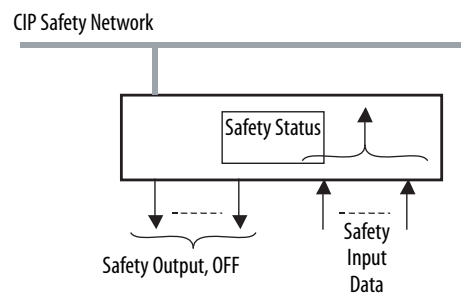 CIP Safety Network
Safety Status
Safety Output, OFF
Safety
Input
Data